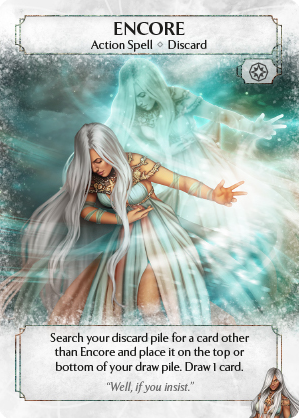 ENCORE
Action Spell ◇ Discard
Search your discard pile for a card other
than Encore and place it on the top or
bottom of your draw pile. Draw 1 card.
“Well, if you insist.”